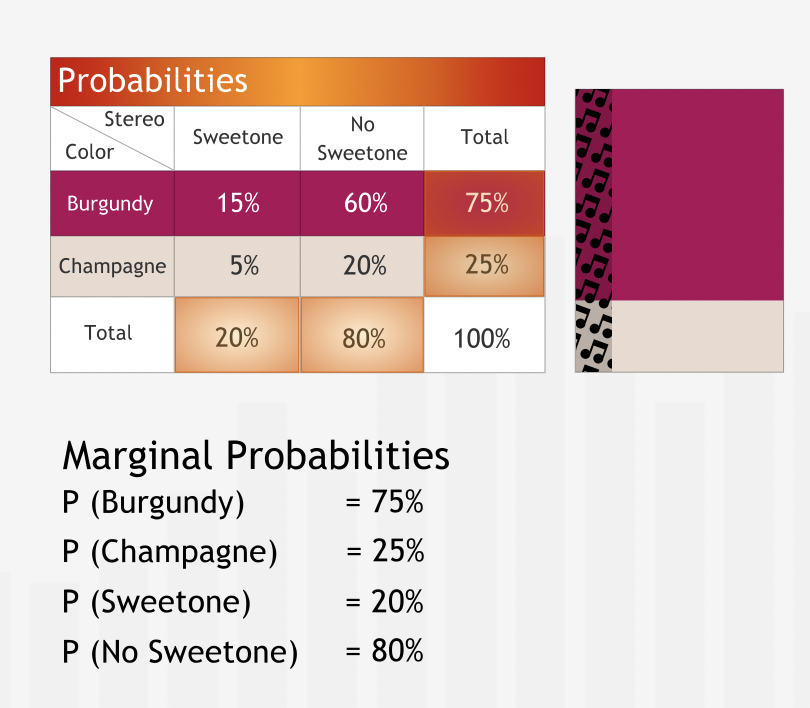 Probabilities
Stereo
Color
Sweetone
No
Sweetone
Total
Burgundy 15% 60% 75%
Champagne 5% 20% 25%
Total 20% 80% 100%
Marginal Probabilities
P (Burgundy) = 75%
P (Champagne) = 25%
P (Sweetone) = 20%
P (No Sweetone) = 80%